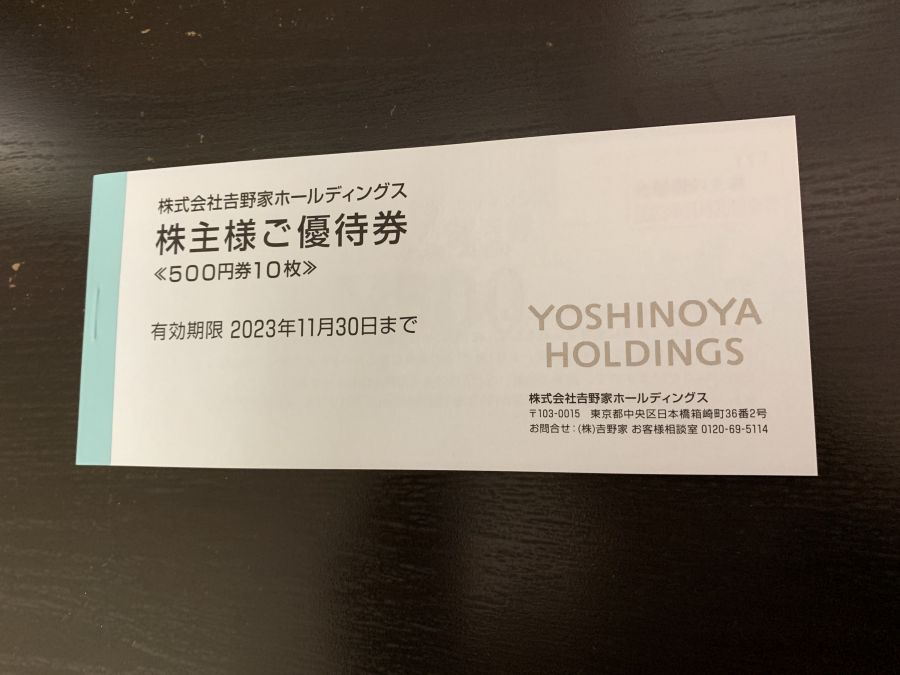 株式会社𠮷野家ホールディングス
株主様ご優待券
≪500円券10枚≫
有効期限 2023年11月30日まで
YOSHINOYA
HOLDINGS
株式会社𠮷野家ホールディングス
〒103-0015 東京都中央区日本橋箱崎町36番2号
お問合せ:(株)𠮷野家 お客様相談室 0120-69-5114